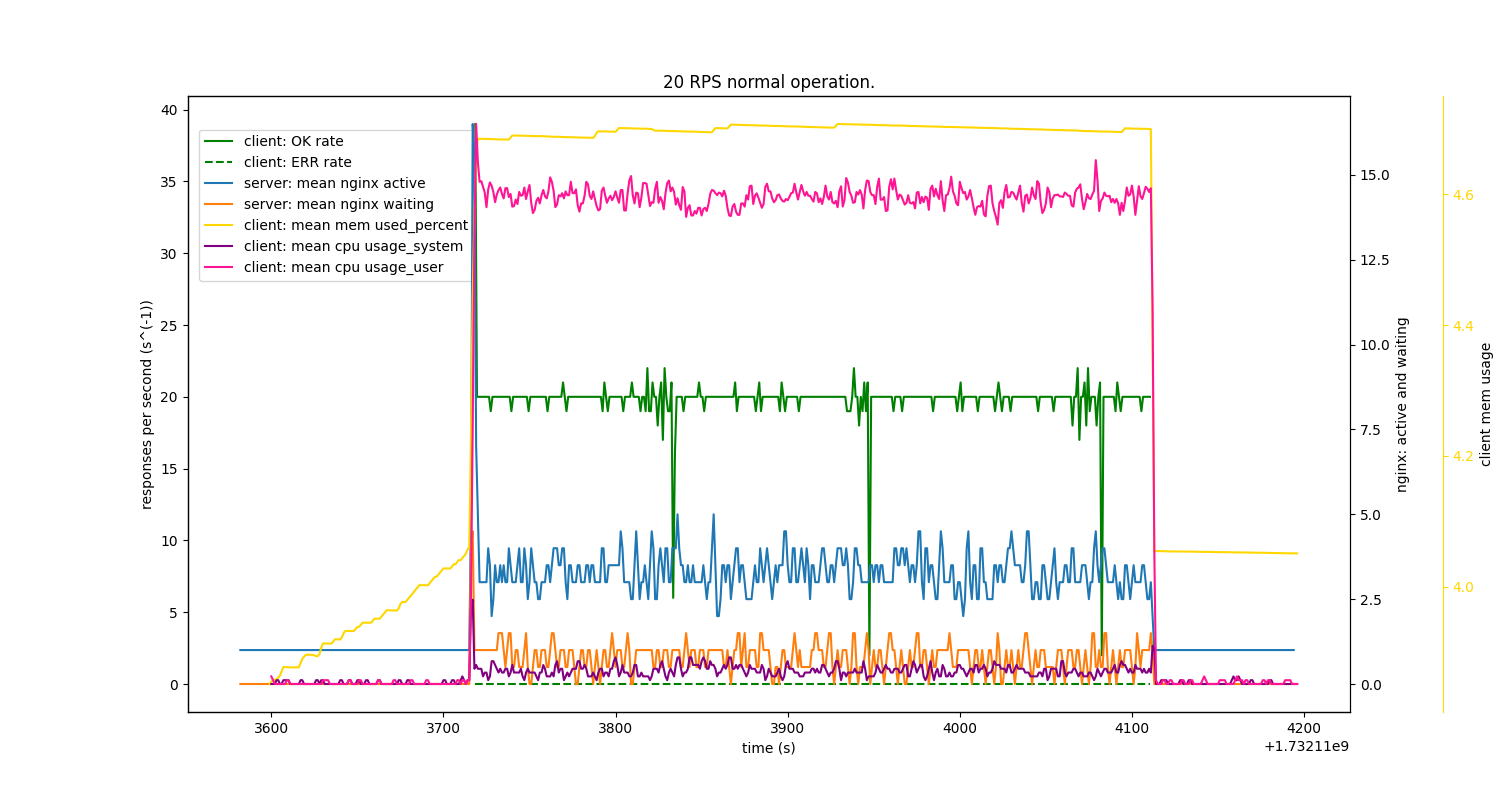 20 RPS normal operation.
client: OK rate
client: ERR rate
server: mean nginx active
server: mean nginx waiting
client: mean mem used_percent
client: mean cpu usage_system
client: mean cpu usage_user
responses per second (s^(-1))
40
35
30
25
20
15
10
5
0
3600
3700
3800
3900
4000
4100
4200
time (s)
+1.73211e9
15.0
12.5
10.0
7.5
5.0
2.5
0.0
nginx: active and waiting
4.6
4.4
4.2
4.0
client mem usage